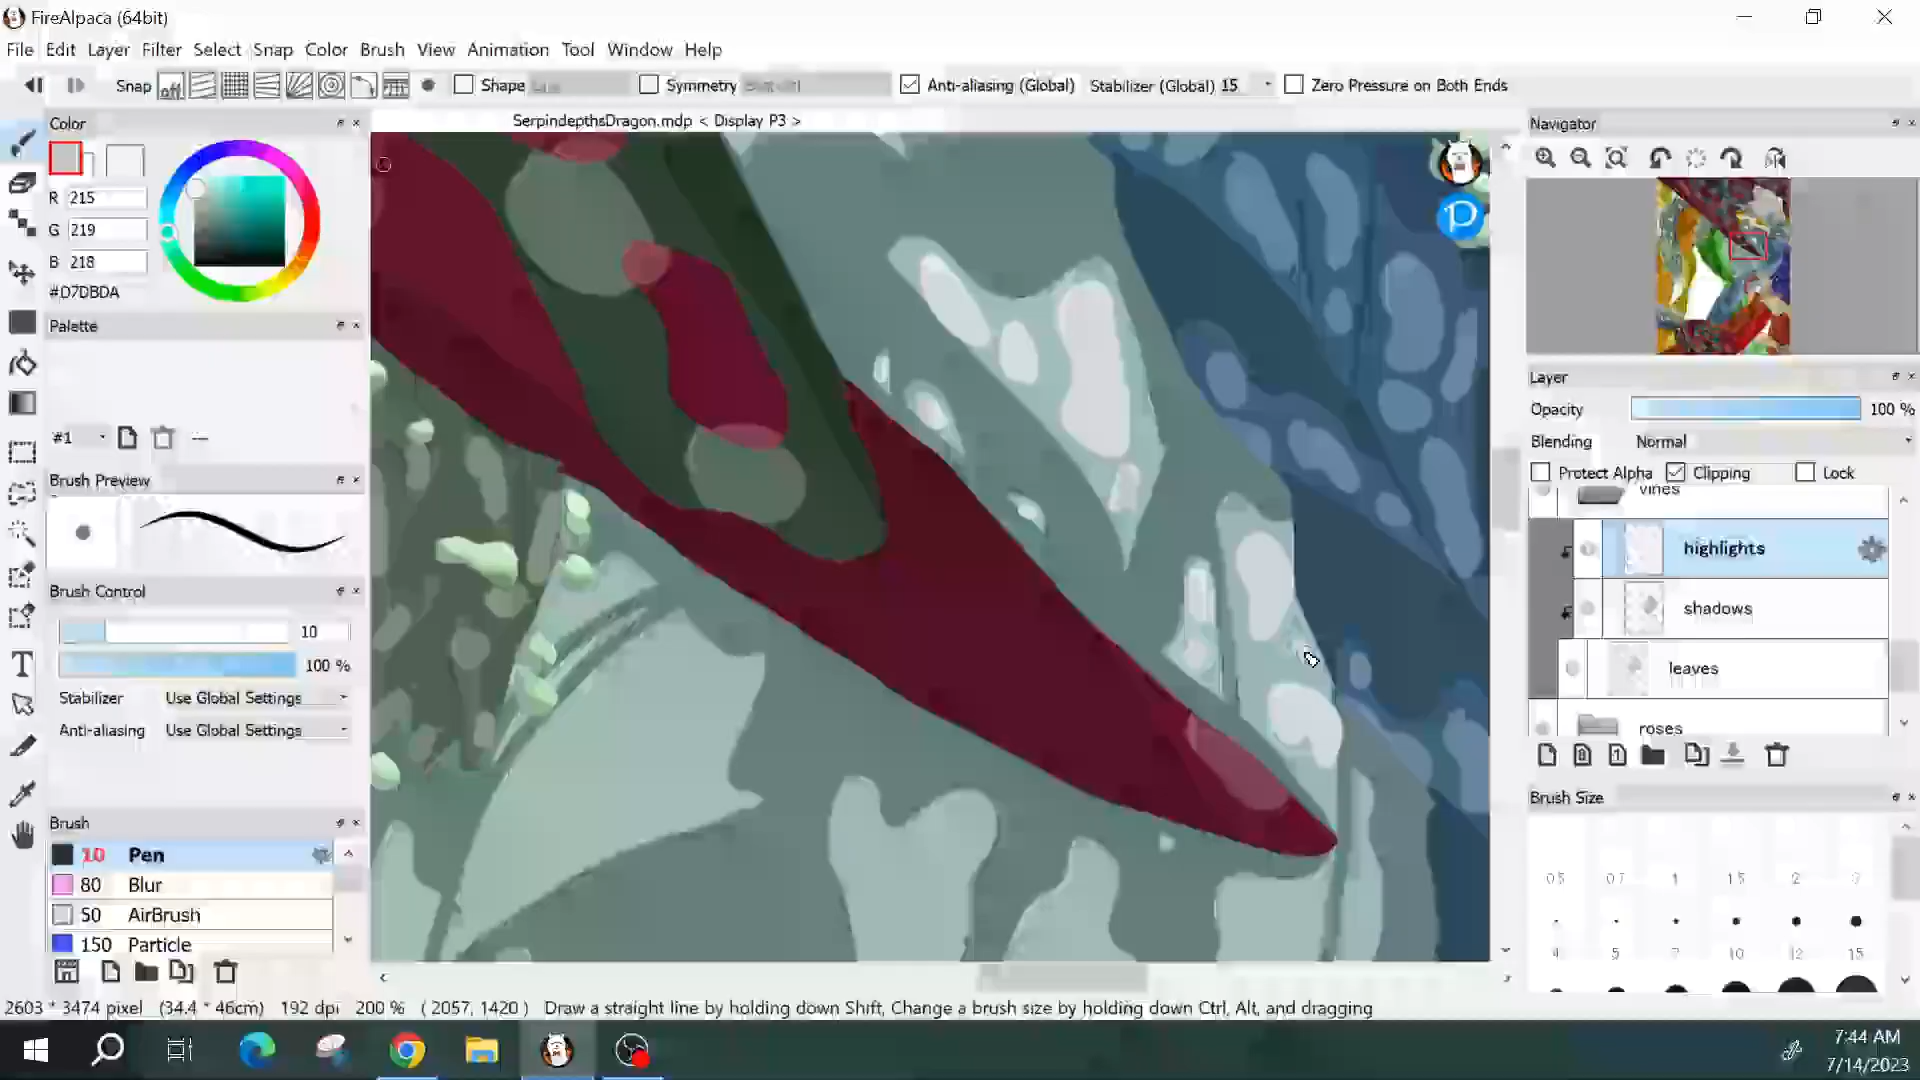 FireAlpaca (64bit)
File Edit Layer Filter Select Snap Color Brush View Animation Tool Window Help
Snap off Shape Symmetry Anti-aliasing (Global) Stabilizer (Global) 15 Zero Pressure on Both Ends
Color
SerpindepthsDragon.mdp < Display P3 >
Navigator
R 215
G 219
B 218
#D7DBDA
Palette
#1
Brush Preview
Brush Control
10
100 %
Stabilizer Use Global Settings
Anti-aliasing Use Global Settings
Brush
10 Pen
80 Blur
50 AirBrush
150 Particle
Layer
Opacity 100 %
Blending Normal
Protect Alpha Clipping Lock
vines
highlights
shadows
leaves
roses
Brush Size
0.5 0.7 1 1.5 2 3
4 5 7 10 12 15
2603 * 3474 pixel (34.4 * 46cm) 192 dpi 200 % ( 2057, 1420 ) Draw a straight line by holding down Shift, Change a brush size by holding down Ctrl, Alt, and dragging
7:44 AM
7/14/2023